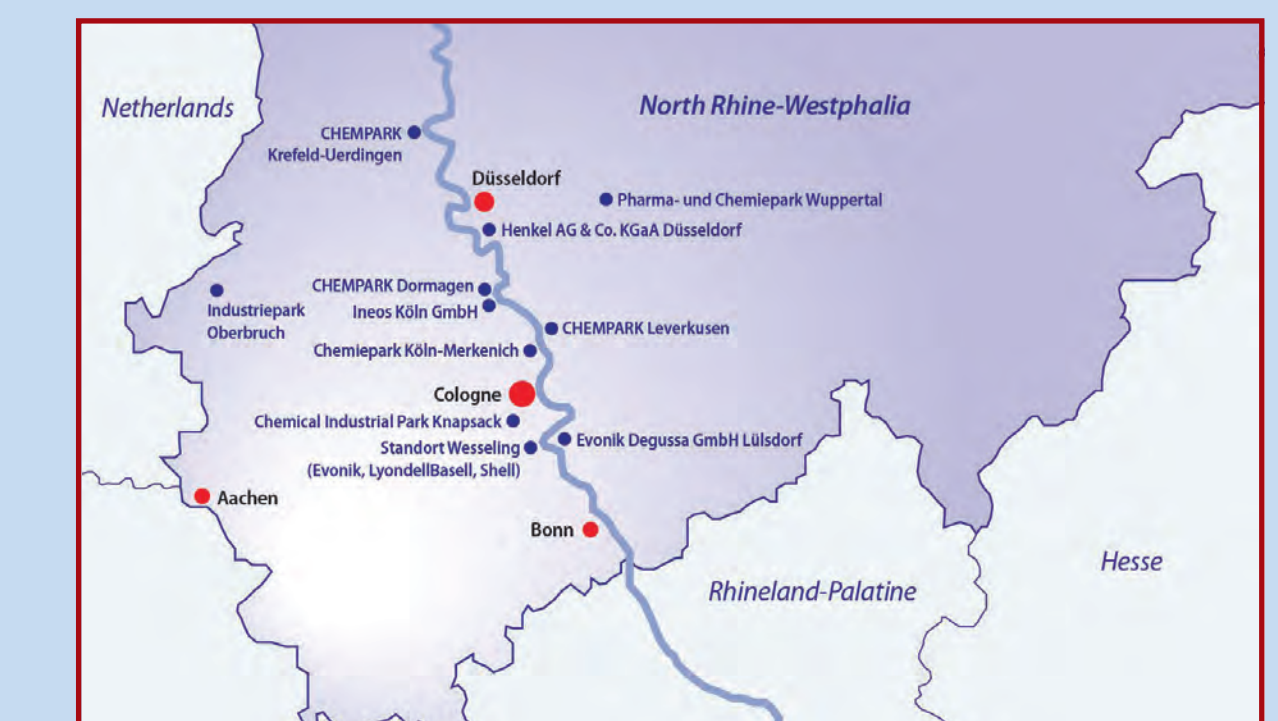 Netherlands
North Rhine-Westphalia
CHEMPARK
Krefeld-Uerdingen
Düsseldorf
Pharma- und Chemiepark Wuppertal
Henkel AG & Co. KGaA Düsseldorf
CHEMPARK Dormagen
Ineos Köln GmbH
Industriepark
Oberbruch
CHEMPARK Leverkusen
Chemiepark Köln-Merkenich
Cologne
Chemical Industrial Park Knapsack
Evonik Degussa GmbH Lülsdorf
Standort Wesseling
(Evonik, LyondellBasell, Shell)
Aachen
Bonn
Hesse
Rhineland-Palatine